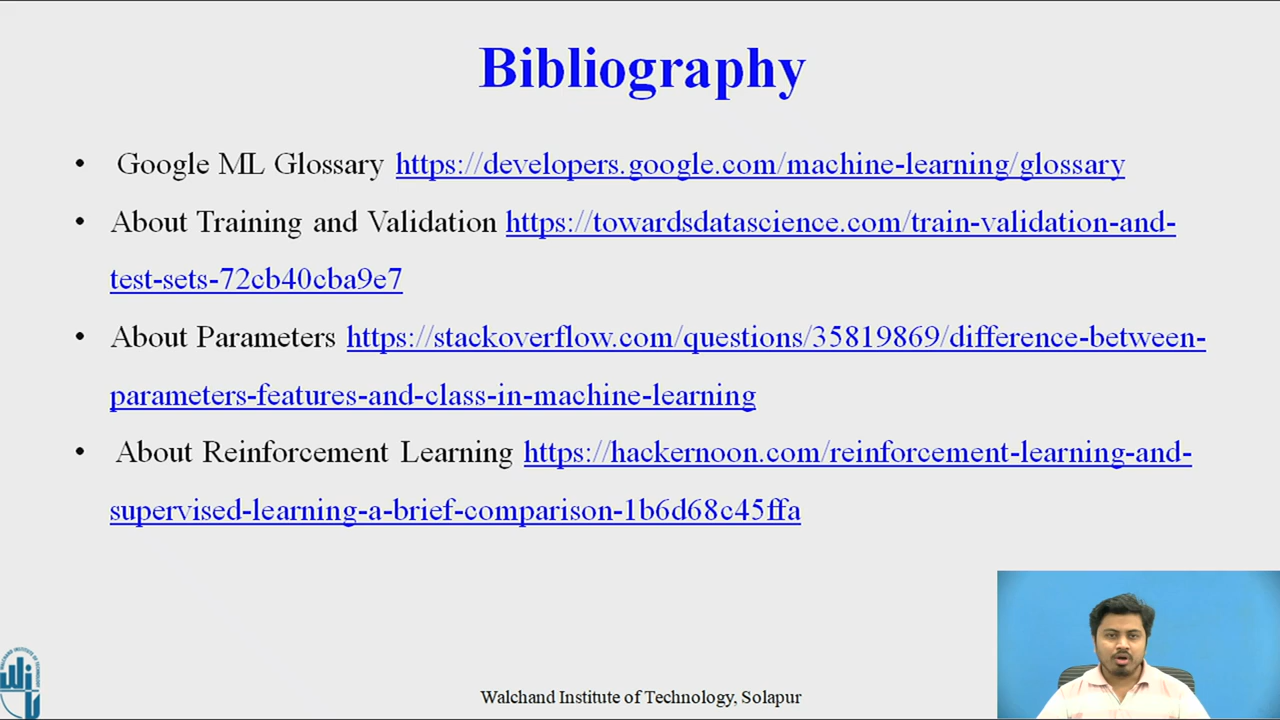 Bibliography
• Google ML Glossary https://developers.google.com/machine-learning/glossary
• About Training and Validation https://towardsdatascience.com/train-validation-and-
test-sets-72cb40cba9e7
• About Parameters https://stackoverflow.com/questions/35819869/difference-between-
parameters-features-and-class-in-machine-learning
• About Reinforcement Learning https://hackernoon.com/reinforcement-learning-and-
supervised-learning-a-brief-comparison-1b6d68c45ffa
Walchand Institute of Technology, Solapur